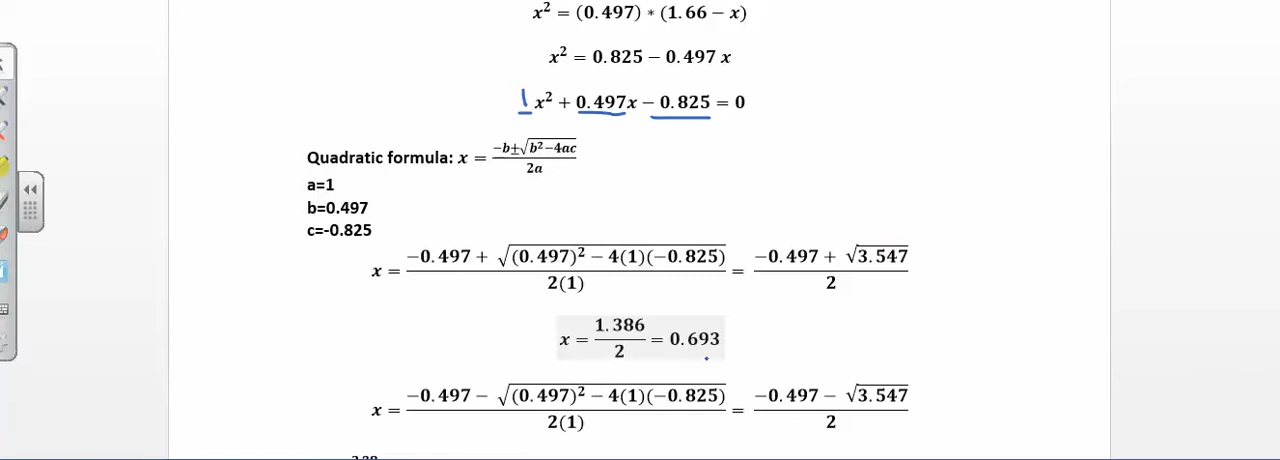 x² = (0.497) * (1.66 − x)
x² = 0.825 − 0.497 x
1 x² + 0.497x − 0.825 = 0
Quadratic formula: x = (−b±√(b²−4ac))/(2a)
a=1
b=0.497
c=-0.825
x = (−0.497 + √((0.497)² − 4(1)(−0.825)))/(2(1)) = (−0.497 + √(3.547))/2
x = 1.386/2 = 0.693
x = (−0.497 − √((0.497)² − 4(1)(−0.825)))/(2(1)) = (−0.497 − √(3.547))/2